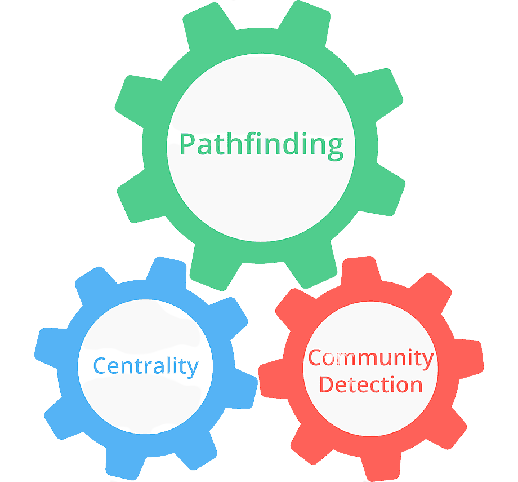 Pathfinding
Centrality
Community
Detection